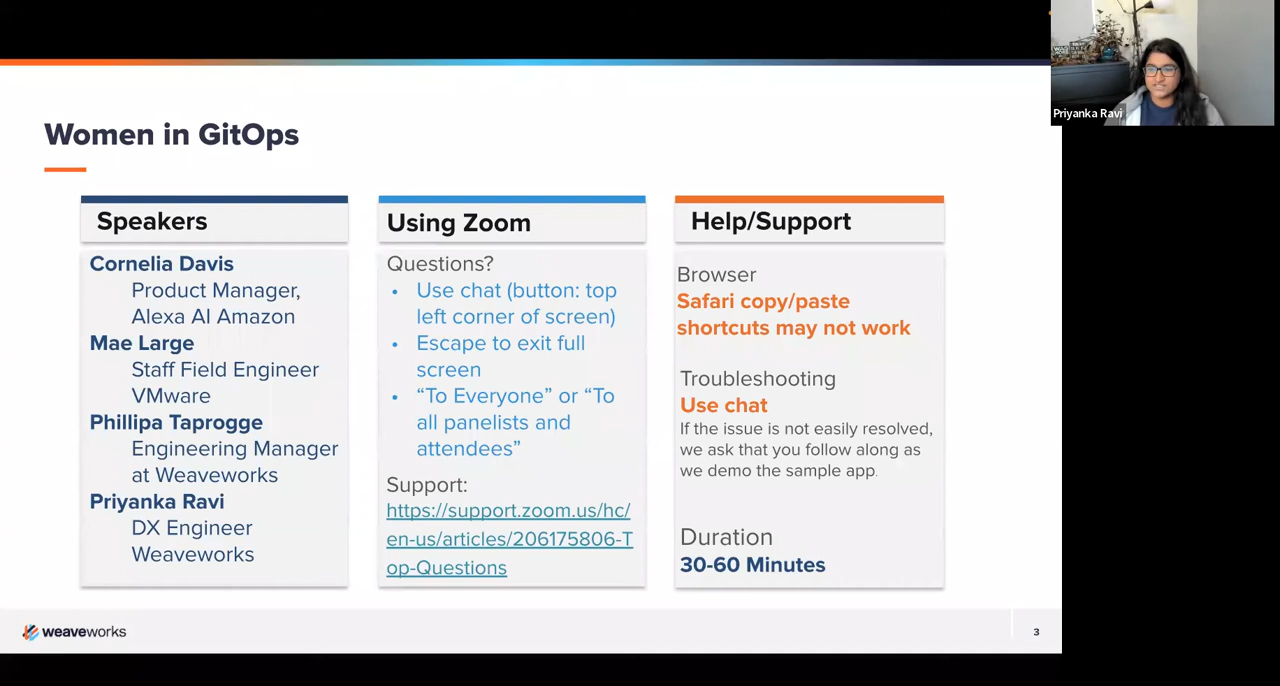 Priyanka Ravi
Women in GitOps
Speakers
Cornelia Davis
Product Manager,
Alexa AI Amazon
Mae Large
Staff Field Engineer
VMware
Phillipa Taprogge
Engineering Manager
at Weaveworks
Priyanka Ravi
DX Engineer
Weaveworks
Using Zoom
Questions?
• Use chat (button: top
left corner of screen)
• Escape to exit full
screen
• “To Everyone” or “To
all panelists and
attendees”
Support:
https://support.zoom.us/hc/
en-us/articles/206175806-T
op-Questions
Help/Support
Browser
Safari copy/paste
shortcuts may not work
Troubleshooting
Use chat
If the issue is not easily resolved,
we ask that you follow along as
we demo the sample app.
Duration
30-60 Minutes
weaveworks
3